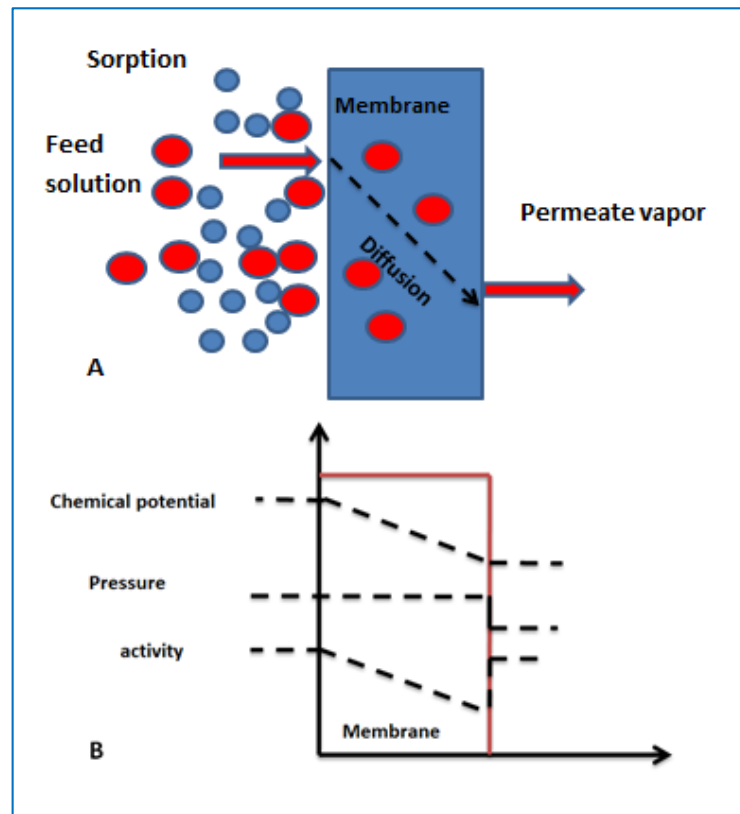 Sorption
Membrane
Feed
solution
Permeate vapor
Diffusion
A
Chemical potential
Pressure
activity
Membrane
B